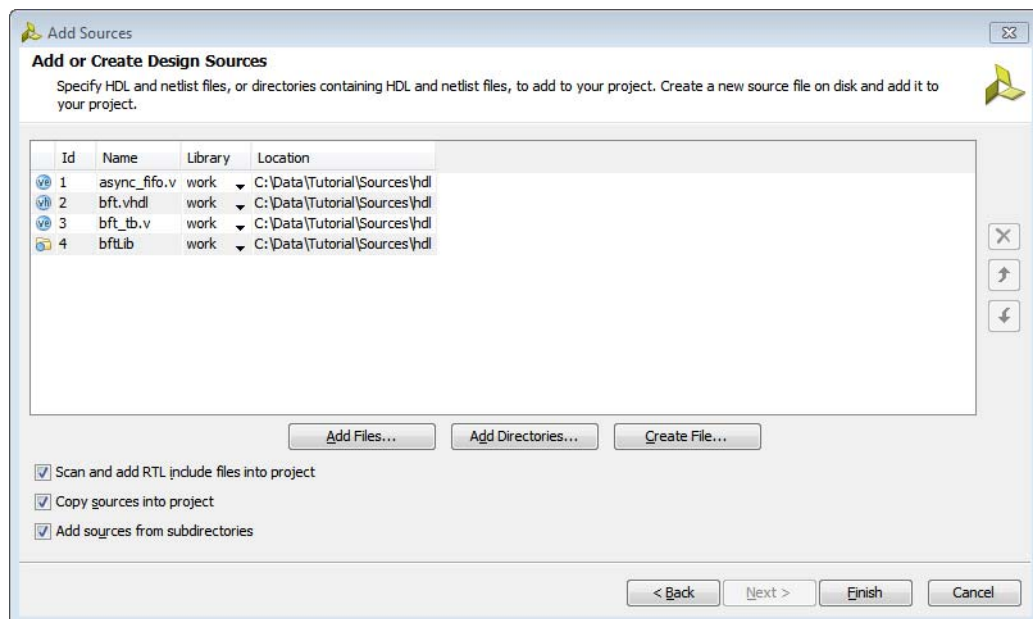 Add Sources
Add or Create Design Sources
Specify HDL and netlist files, or directories containing HDL and netlist files, to add to your project. Create a new source file on disk and add it to
your project.
Id Name Library Location
ve 1 async_fifo.v work C:\Data\Tutorial\Sources\hdl
vh 2 bft.vhdl work C:\Data\Tutorial\Sources\hdl
ve 3 bft_tb.v work C:\Data\Tutorial\Sources\hdl
4 bftLib work C:\Data\Tutorial\Sources\hdl
Add Files... Add Directories... Create File...
Scan and add RTL include files into project
Copy sources into project
Add sources from subdirectories
< Back Next > Finish Cancel